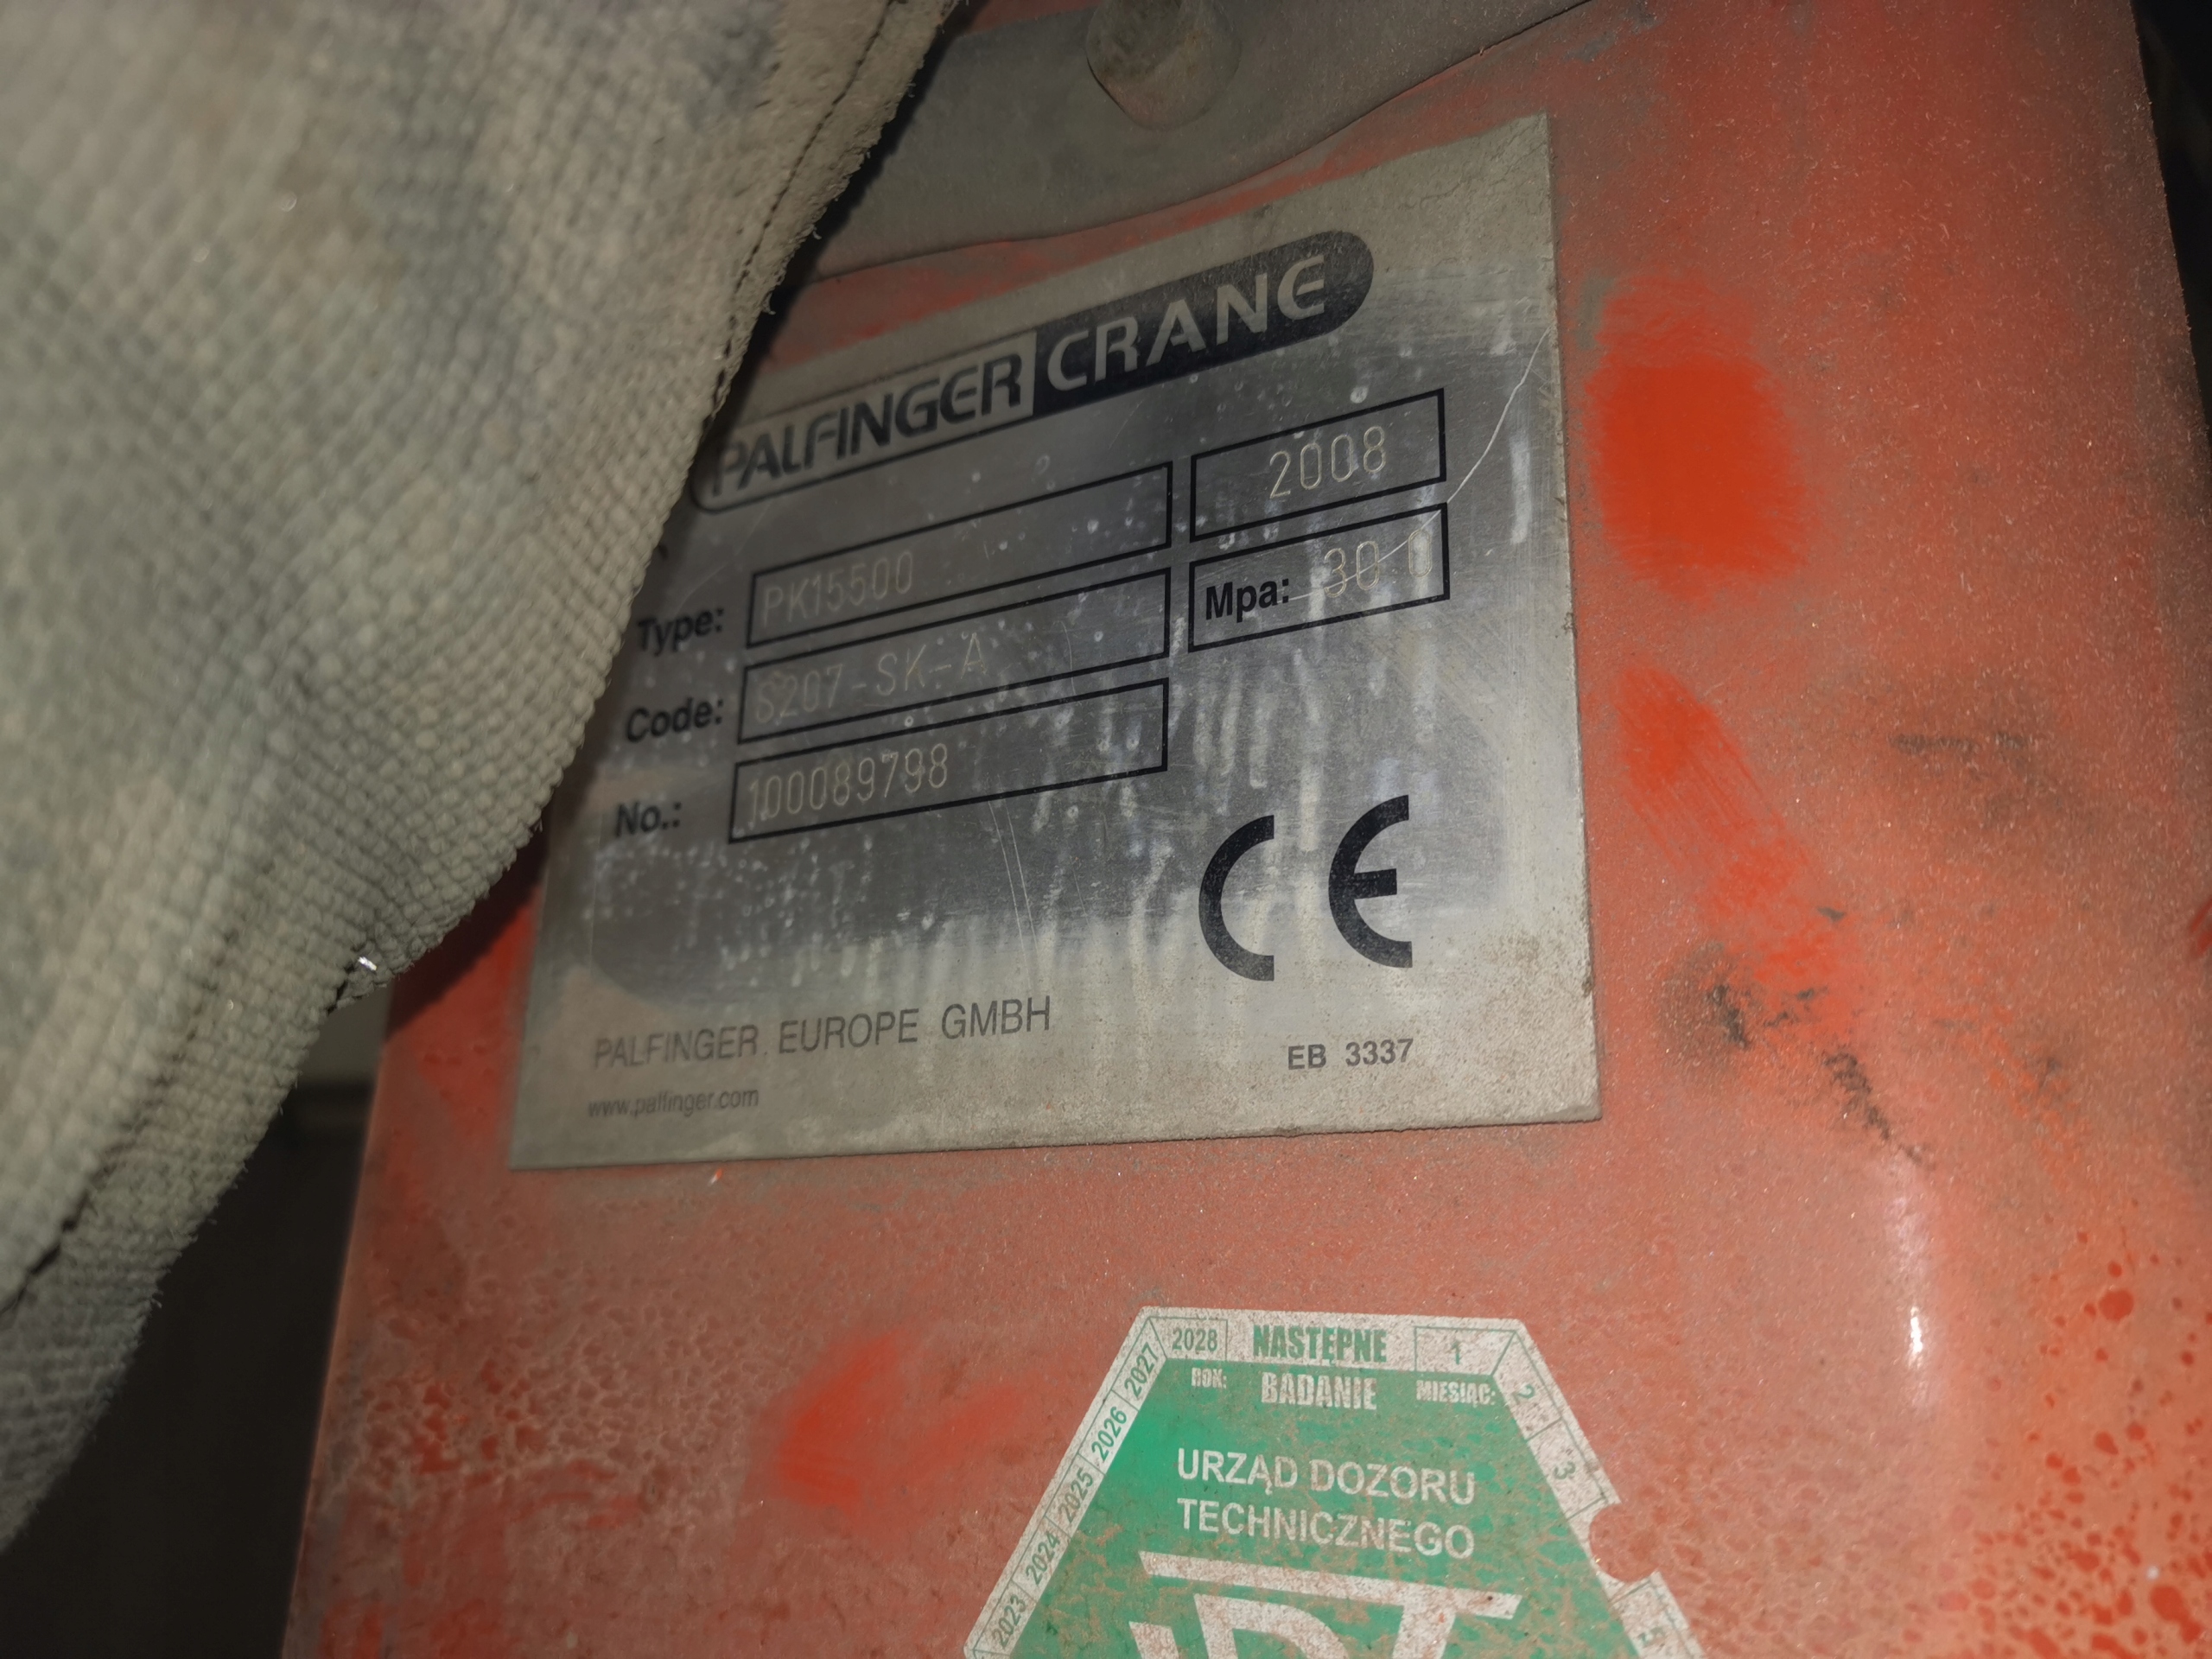 PALFINGER CRANE
2008
Type: PK15500
Mpa: 30.0
Code: S207-SK-A
No.: 100089798
CE
PALFINGER EUROPE GMBH
EB 3337
www.palfinger.com
2028 NASTĘPNE 1
ROK: BADANIE MIESIĄC:
2027 2
2026 3
2025
2024
2023 5
URZĄD DOZORU
TECHNICZNEGO
UDT